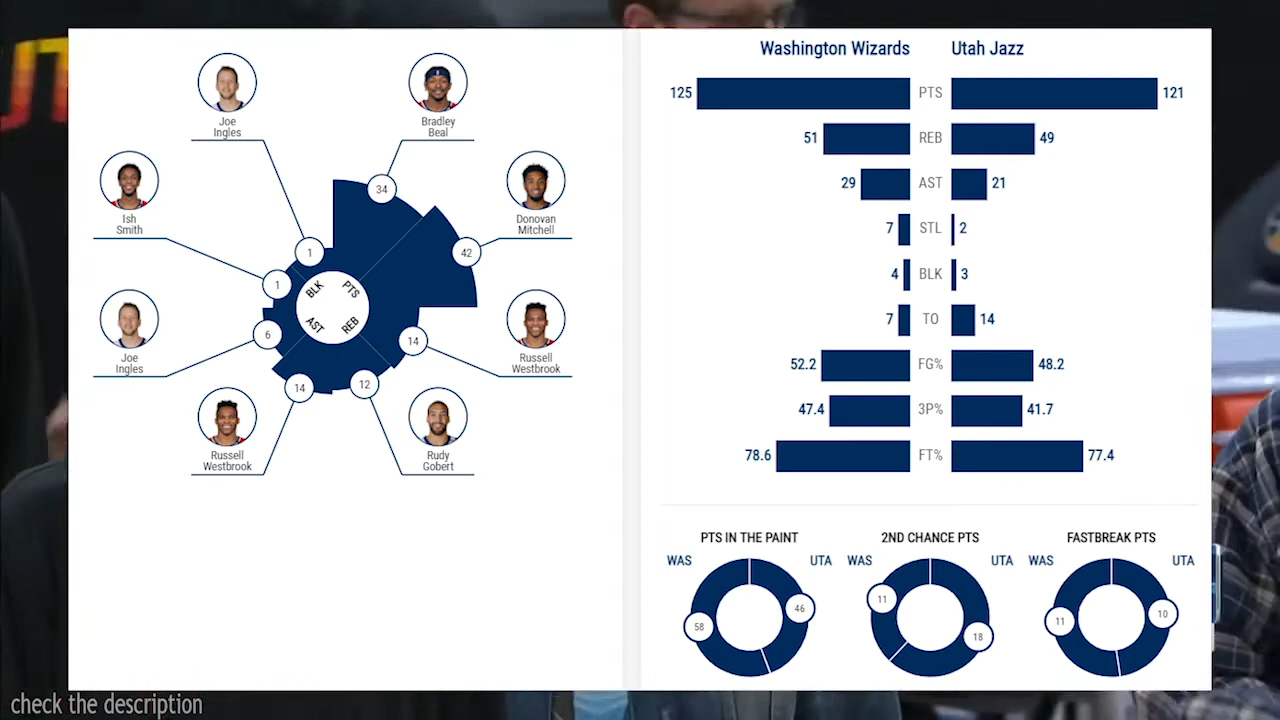 Joe
Ingles
Bradley
Beal
34
Ish
Smith
Donovan
Mitchell
1
42
1
BLK
PTS
AST
REB
Joe
Ingles
6
14
Russell
Westbrook
14
12
Russell
Westbrook
Rudy
Gobert
Washington Wizards Utah Jazz
125 PTS 121
51 REB 49
29 AST 21
7 STL 2
4 BLK 3
7 TO 14
52.2 FG% 48.2
47.4 3P% 41.7
78.6 FT% 77.4
PTS IN THE PAINT
WAS UTA
58 46
2ND CHANCE PTS
WAS UTA
11 18
FASTBREAK PTS
WAS UTA
11 10
check the description